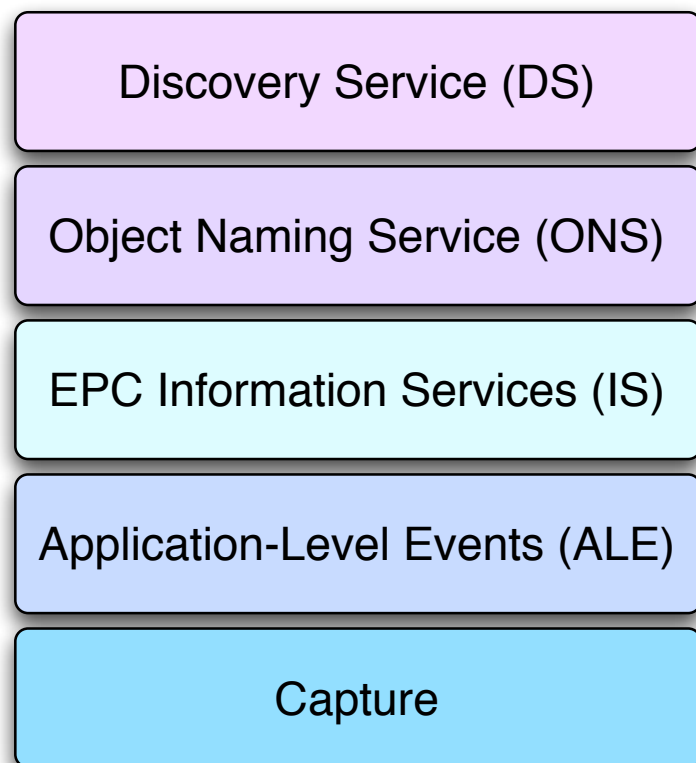 Discovery Service (DS)
Object Naming Service (ONS)
EPC Information Services (IS)
Application-Level Events (ALE)
Capture